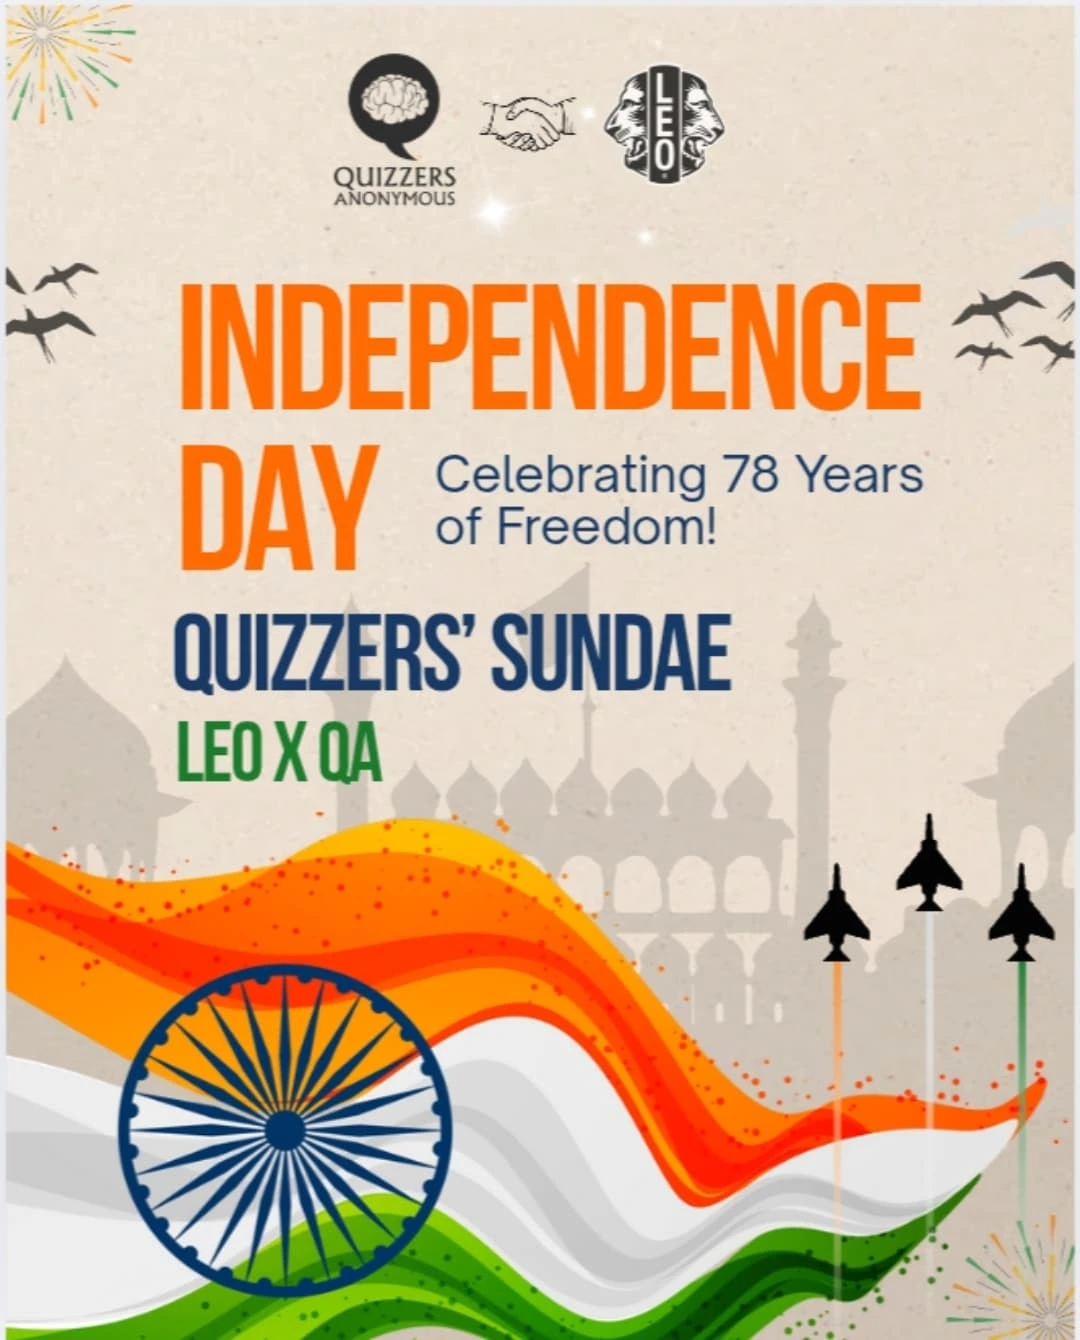 QUIZZERS
ANONYMOUS
LEO
INDEPENDENCE
DAY
Celebrating 78 Years
of Freedom!
QUIZZERS’ SUNDAE
LEO X QA